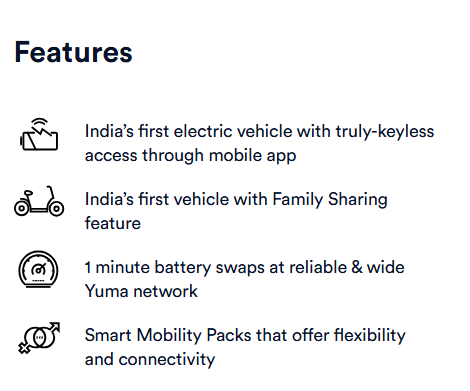 Features
India’s first electric vehicle with truly-keyless
access through mobile app
India’s first vehicle with Family Sharing
feature
1 minute battery swaps at reliable & wide
Yuma network
Smart Mobility Packs that offer flexibility
and connectivity